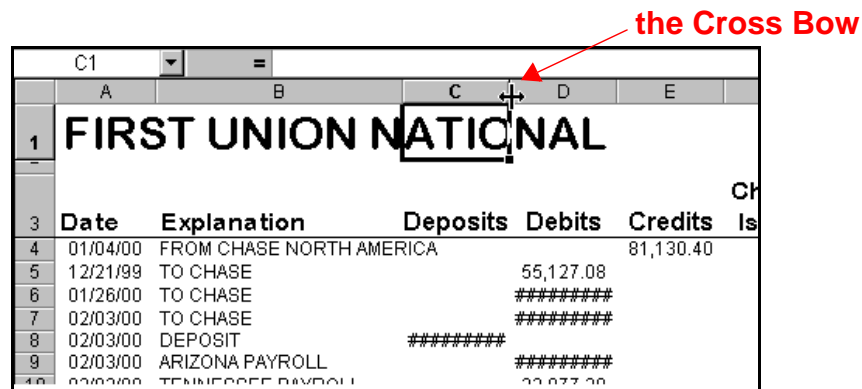 the Cross Bow
C1 =
A B C D E
1 FIRST UNION NATIONAL
Ch
3 Date Explanation Deposits Debits Credits Is
4 01/04/00 FROM CHASE NORTH AMERICA 81,130.40
5 12/21/99 TO CHASE 55,127.08
6 01/26/00 TO CHASE #########
7 02/03/00 TO CHASE #########
8 02/03/00 DEPOSIT #########
9 02/03/00 ARIZONA PAYROLL #########